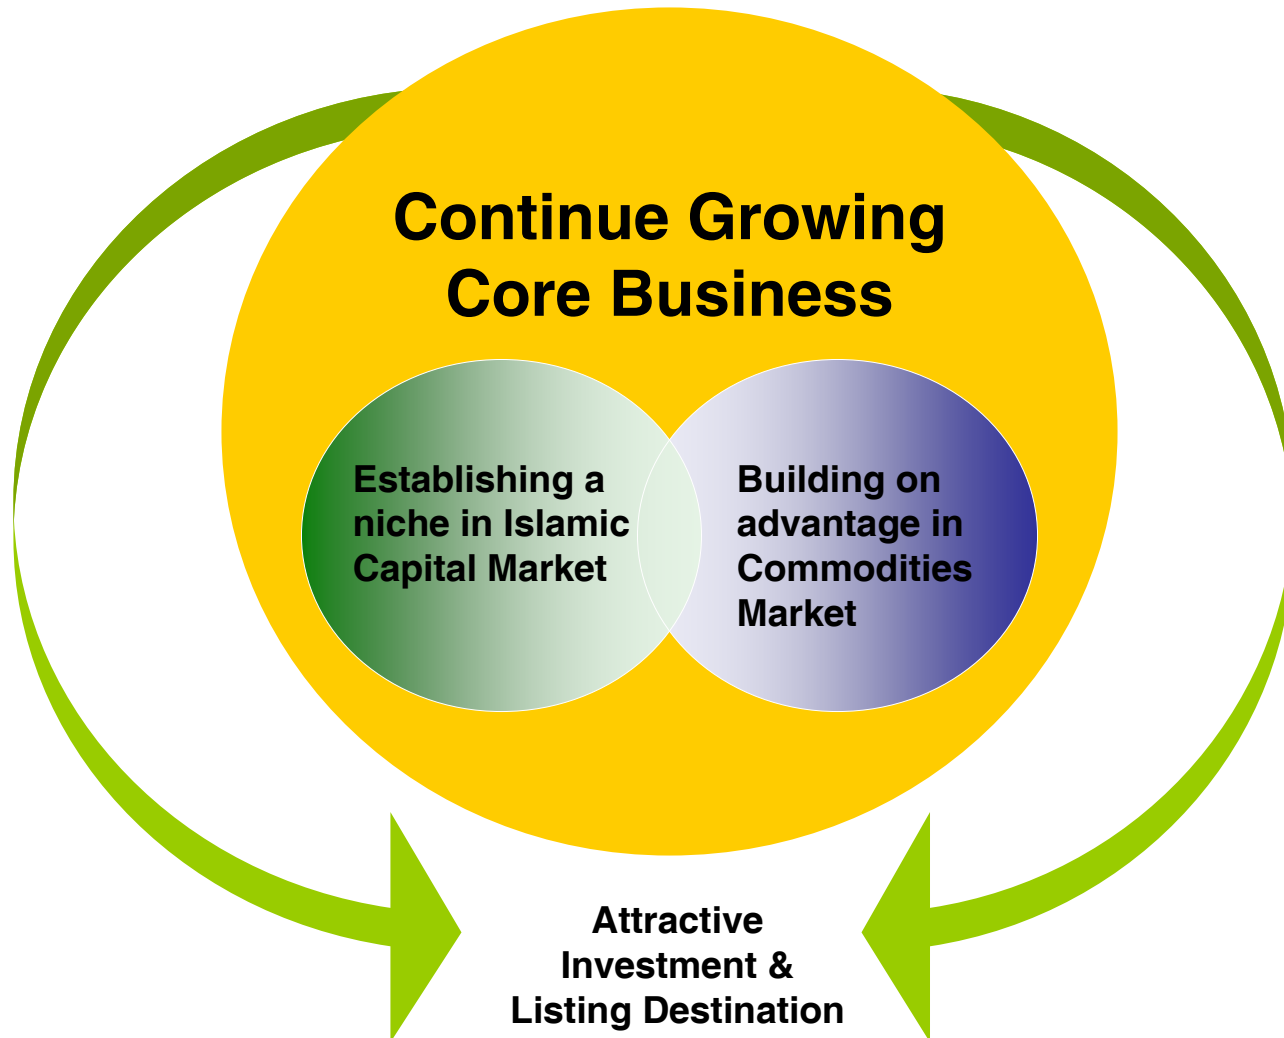 Continue Growing
Core Business
Establishing a
niche in Islamic
Capital Market
Building on
advantage in
Commodities
Market
Attractive
Investment &
Listing Destination